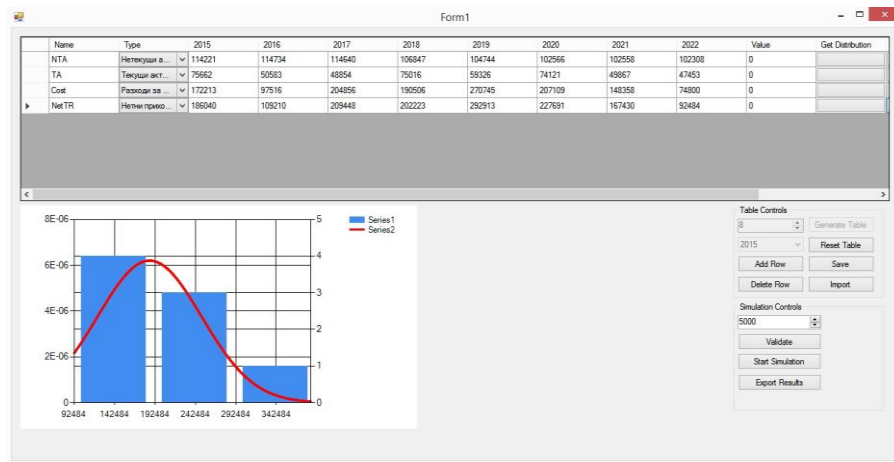 Form1
Name Type 2015 2016 2017 2018 2019 2020 2021 2022 Value Get Distribution
NTA Нетекущи а... 114221 114734 114640 106847 104744 102566 102558 102308 0
TA Текущи акт... 75662 50583 48854 75016 59326 74121 49867 47453 0
Cost Разходи за ... 172213 97516 204856 190506 270745 207109 148358 74800 0
NetTR Нетни прихо... 186040 109210 209448 202223 292913 227691 167430 92484 0
8E-06 5 Series1
Series2
4
6E-06
3
4E-06
2
2E-06
1
0 0
92484 142484 192484 242484 292484 342484
Table Controls
8 Generate Table
2015 Reset Table
Add Row Save
Delete Row Import
Simulation Controls
5000
Validate
Start Simulation
Export Results